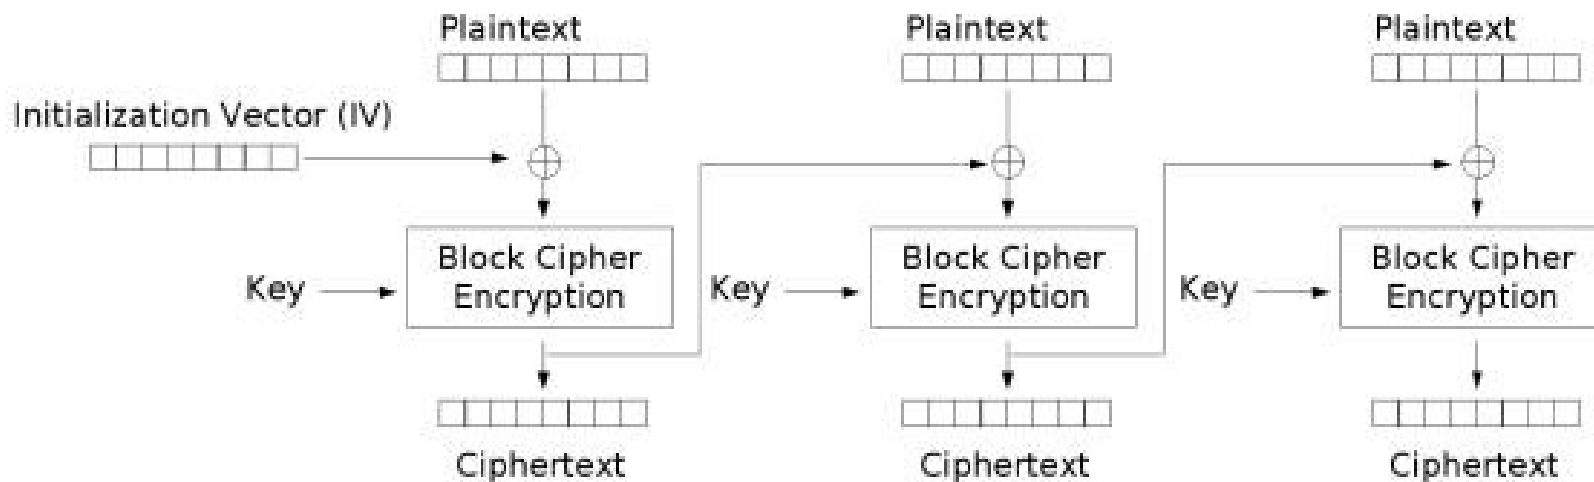 Plaintext
Plaintext
Plaintext
Initialization Vector (IV)
Key
Block Cipher
Encryption
Key
Block Cipher
Encryption
Key
Block Cipher
Encryption
Ciphertext
Ciphertext
Ciphertext